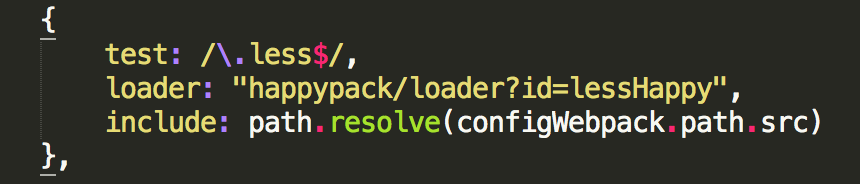 {
test: /\.less$/,
loader: "happypack/loader?id=lessHappy",
include: path.resolve(configWebpack.path.src)
},